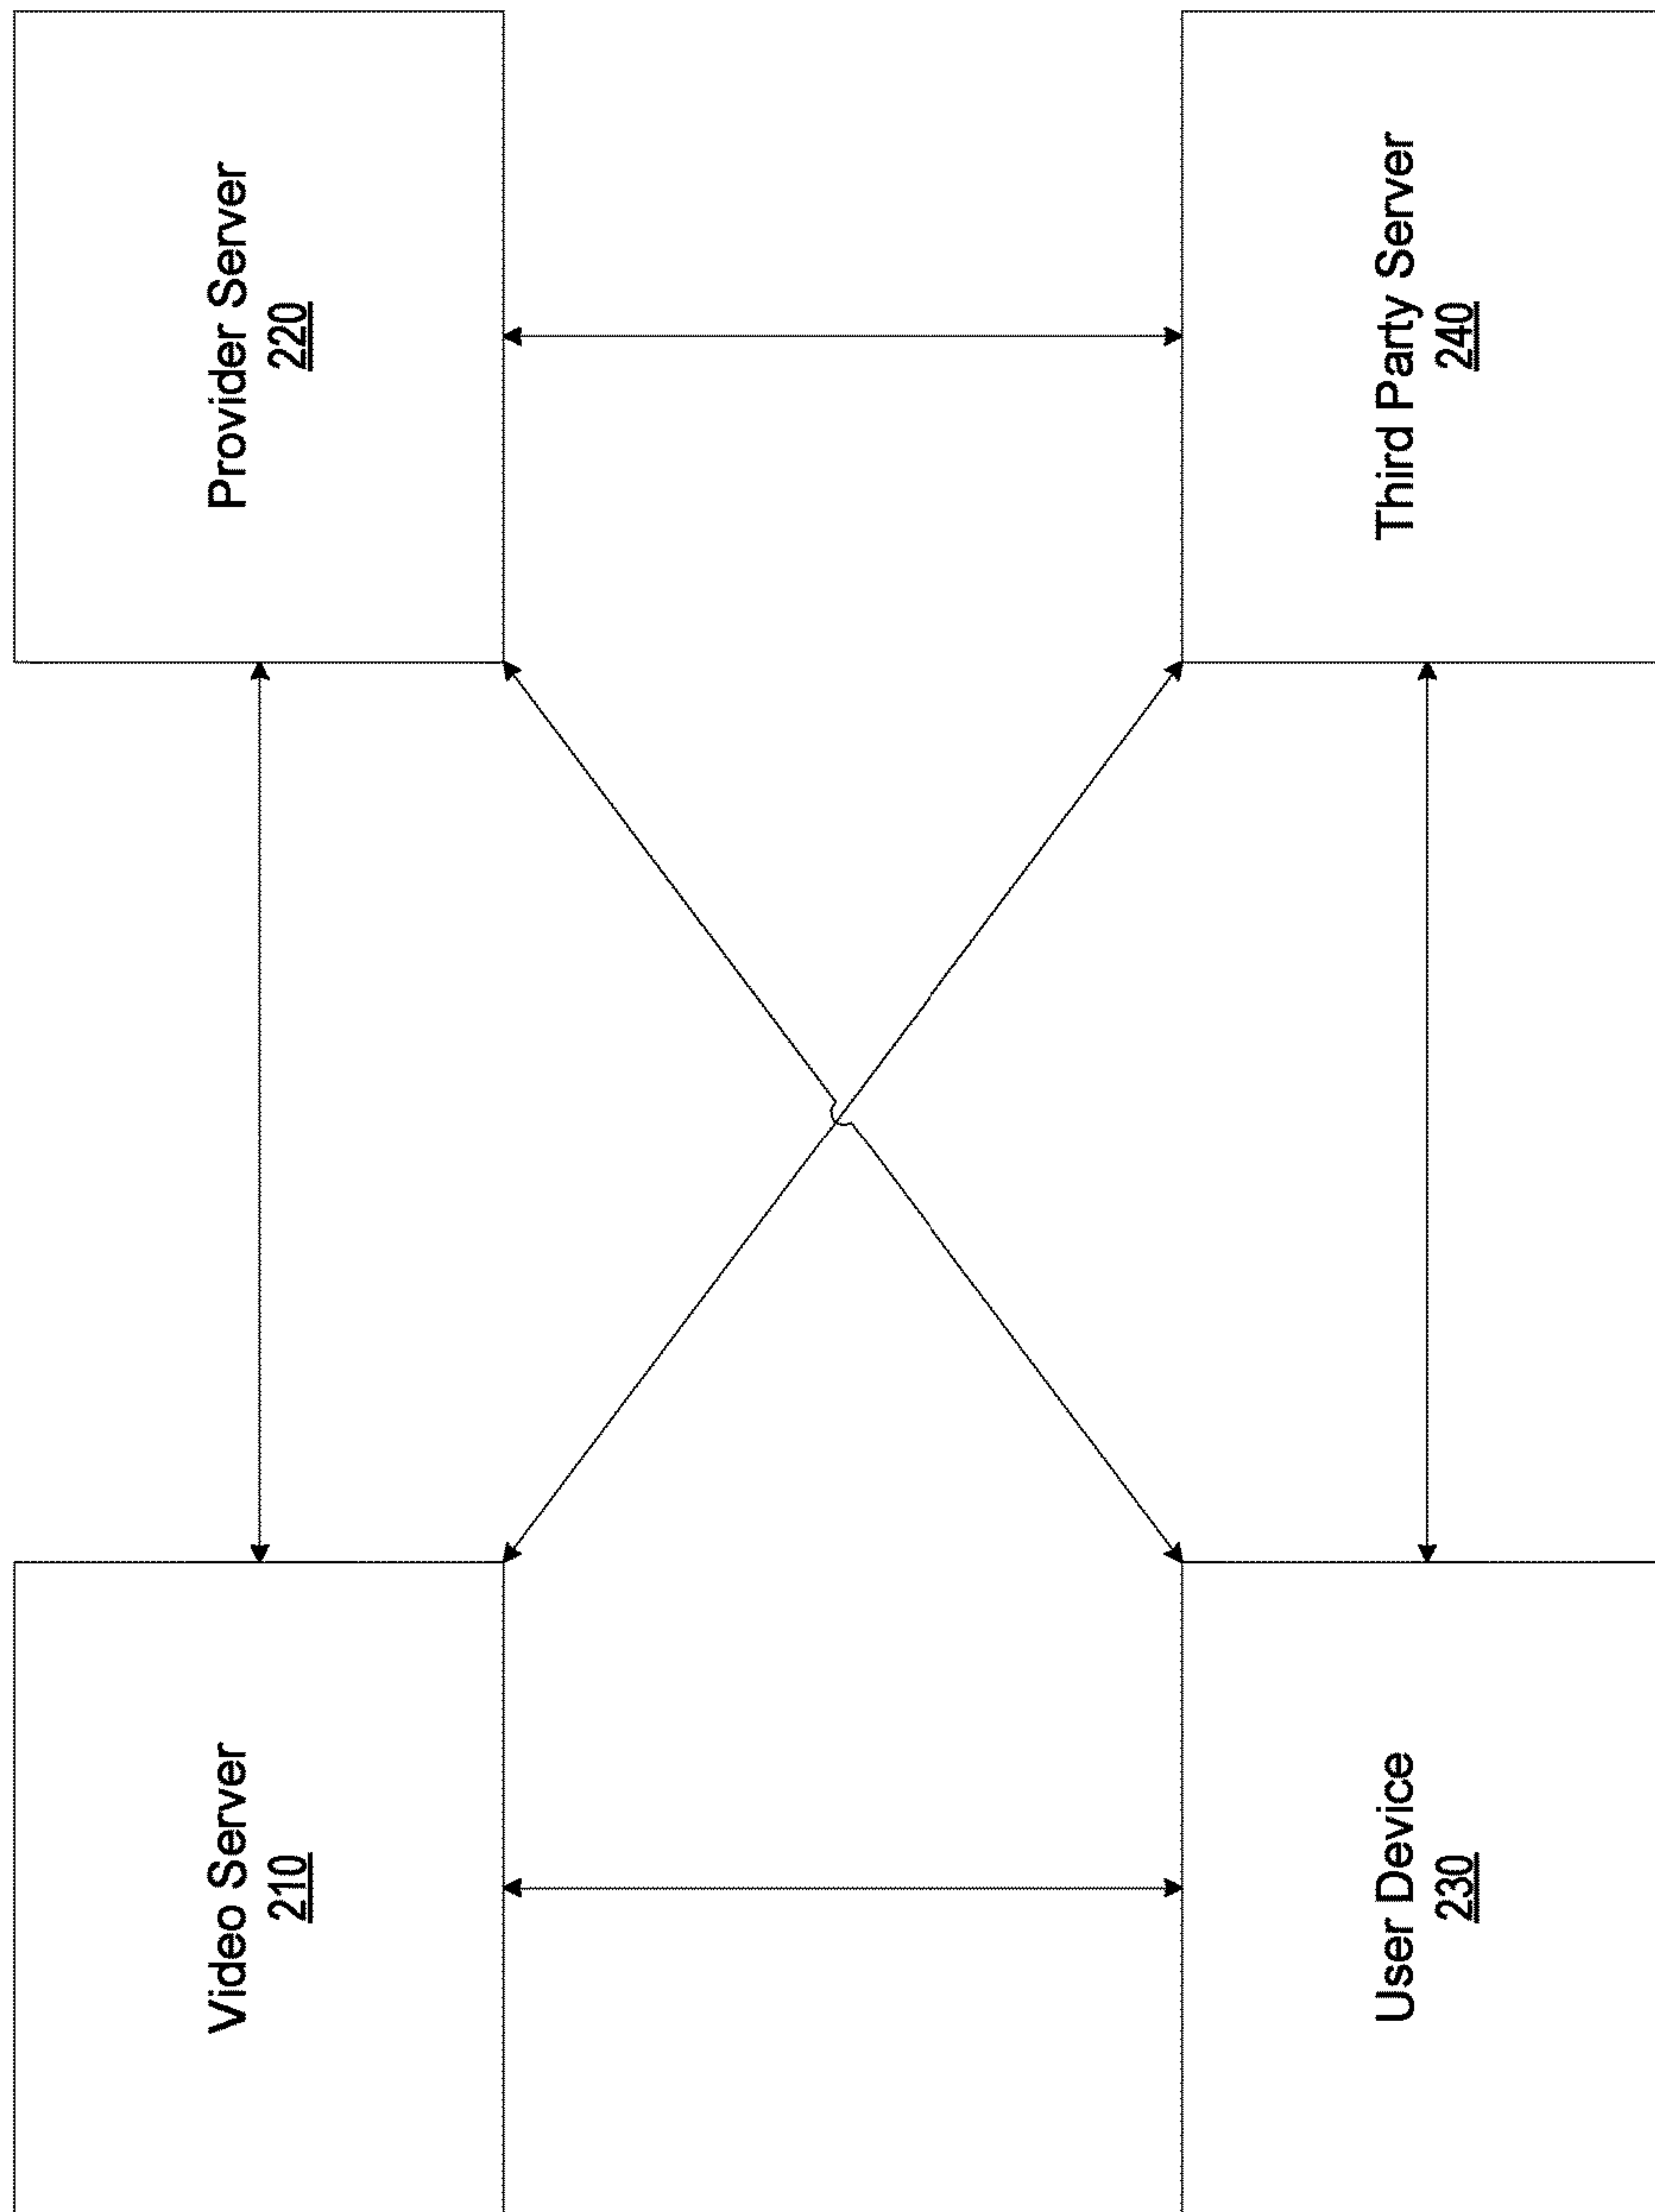 Video Server
210
Provider Server
220
User Device
230
Third Party Server
240